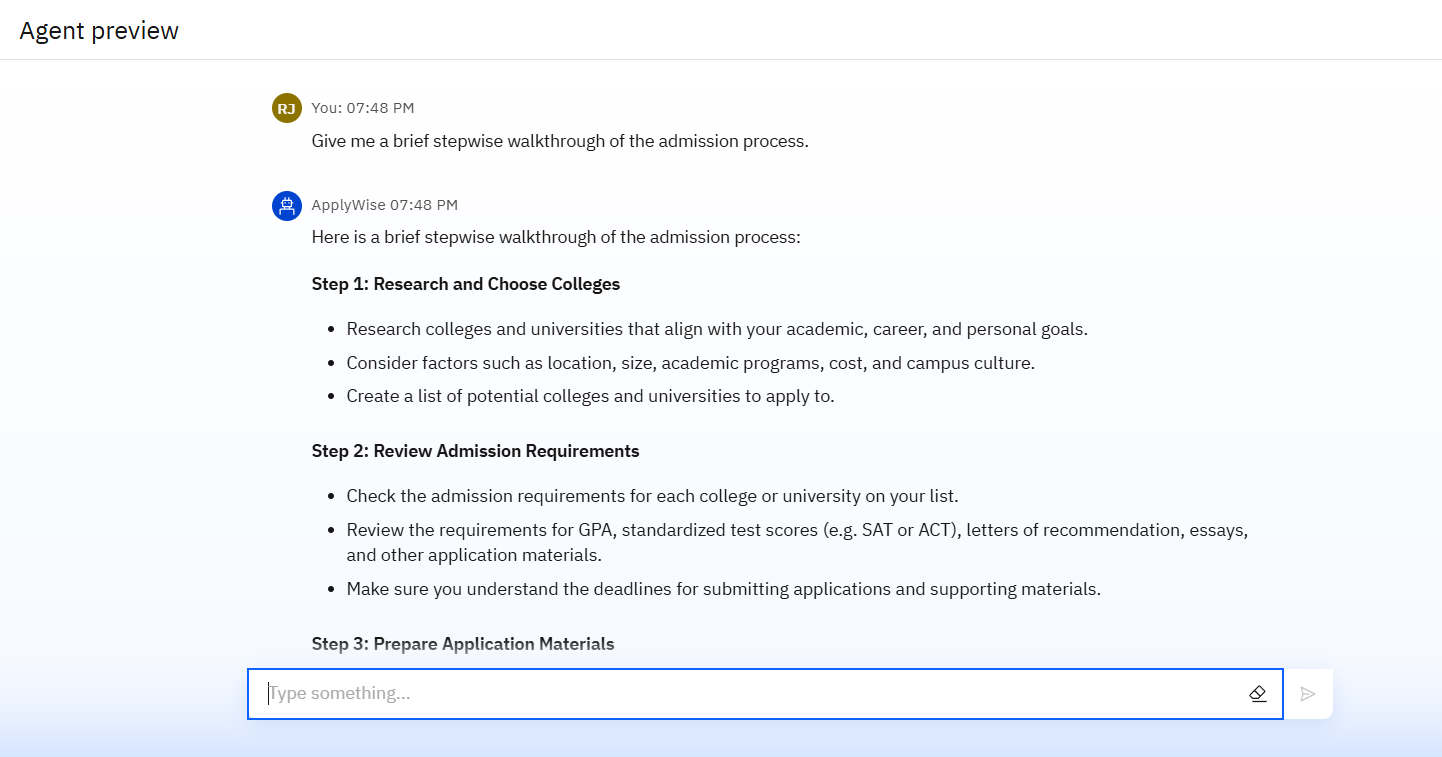 Agent preview
RJ
You: 07:48 PM
Give me a brief stepwise walkthrough of the admission process.
ApplyWise 07:48 PM
Here is a brief stepwise walkthrough of the admission process:
Step 1: Research and Choose Colleges
• Research colleges and universities that align with your academic, career, and personal goals.
• Consider factors such as location, size, academic programs, cost, and campus culture.
• Create a list of potential colleges and universities to apply to.
Step 2: Review Admission Requirements
• Check the admission requirements for each college or university on your list.
• Review the requirements for GPA, standardized test scores (e.g. SAT or ACT), letters of recommendation, essays,
and other application materials.
• Make sure you understand the deadlines for submitting applications and supporting materials.
Step 3: Prepare Application Materials
Type something...